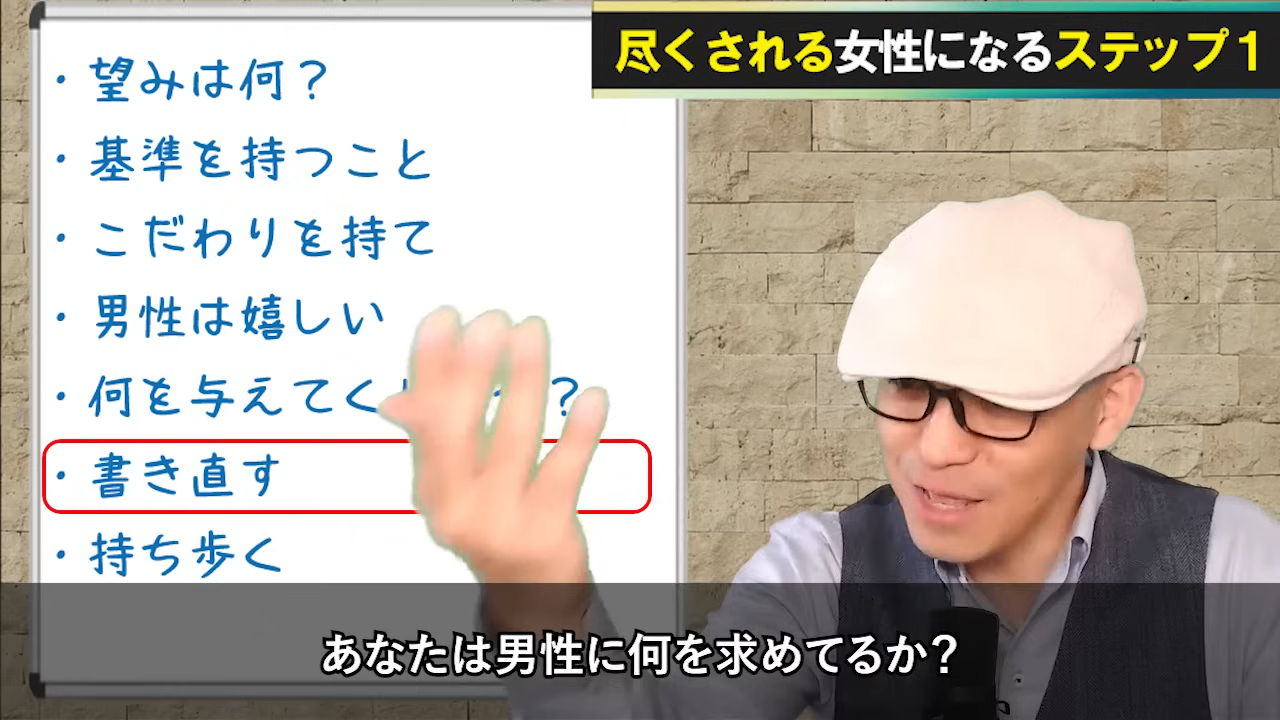 尽くされる女性になるステップ1
・望みは何？
・基準を持つこと
・こだわりを持て
・男性は嬉しい
・何を与えてく ？
・書き直す
・持ち歩く
あなたは男性に何を求めてるか？